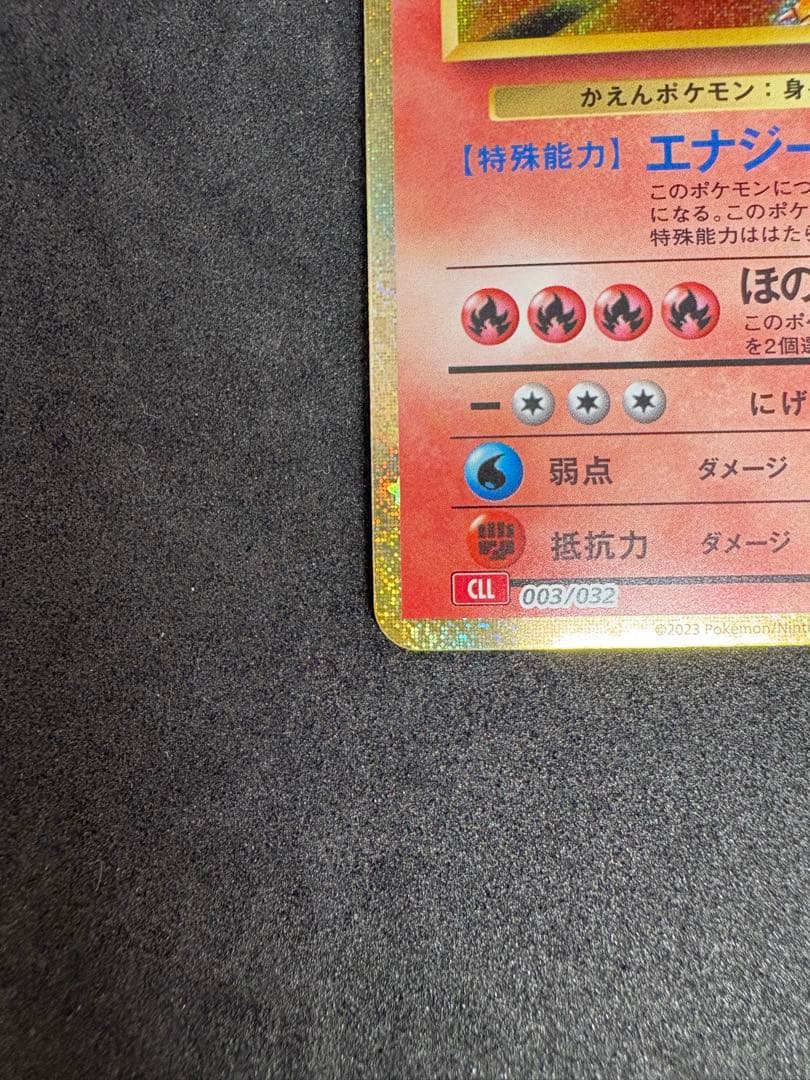 かえんポケモン：身
【特殊能力】 エナジー
このポケモンにつ
になる。このポケ
特殊能力ははたら
ほの
このポケ
を2個選
にげ
弱点 ダメージ
抵抗力 ダメージ
CLL 003/032
©2023 Pokémon/Ninte